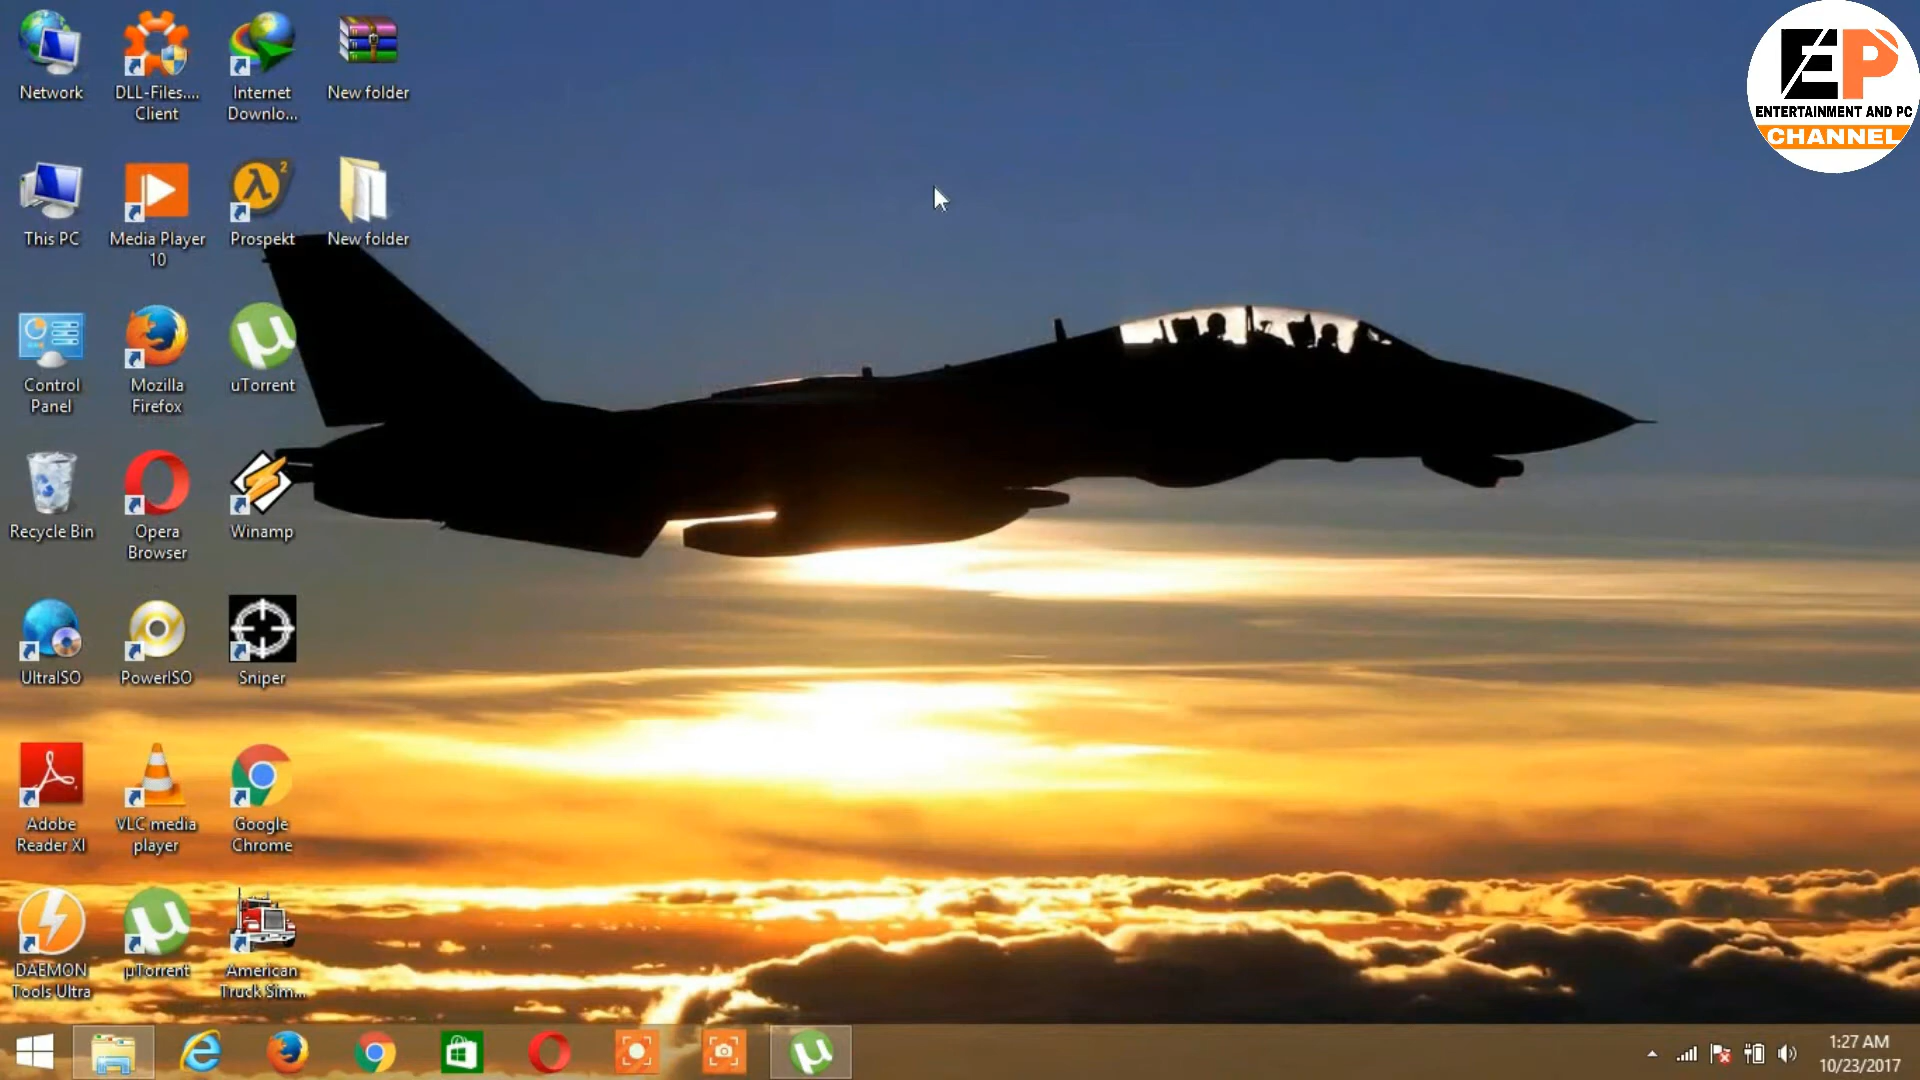 Network
DLL-Files....
Client
Internet
Downlo...
New folder
EP
ENTERTAINMENT AND PC
CHANNEL
This PC
Media Player
10
Prospekt
2
New folder
Control
Panel
Mozilla
Firefox
uTorrent
Recycle Bin
Opera
Browser
Winamp
UltraISO
PowerISO
Sniper
Adobe
Reader XI
VLC media
player
Google
Chrome
DAEMON
Tools Ultra
µTorrent
American
Truck Sim...
1:27 AM
10/23/2017